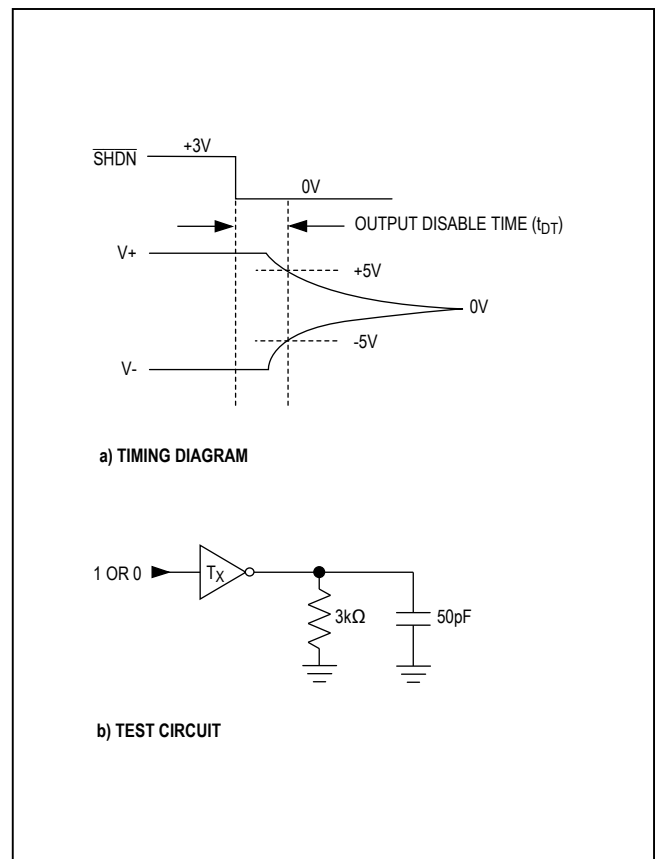 +3V
SHDN
0V
OUTPUT DISABLE TIME (tDT)
V+
+5V
0V
-5V
V-
a) TIMING DIAGRAM
1 OR 0
TX
3kΩ
50pF
b) TEST CIRCUIT